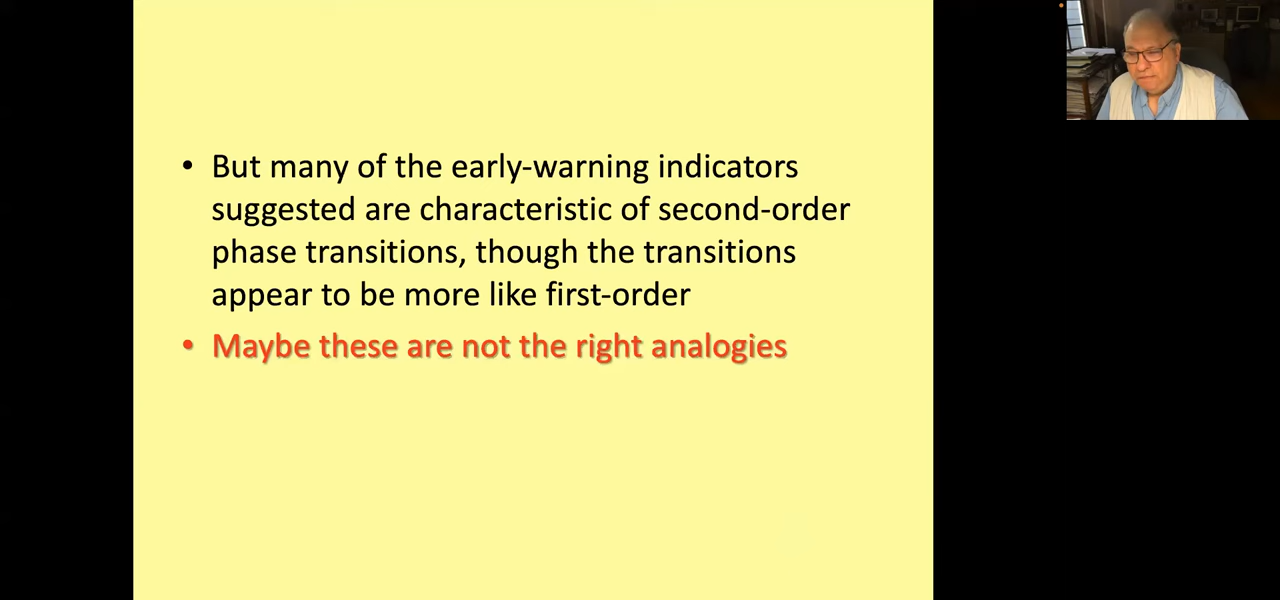 • But many of the early-warning indicators
suggested are characteristic of second-order
phase transitions, though the transitions
appear to be more like first-order
• Maybe these are not the right analogies